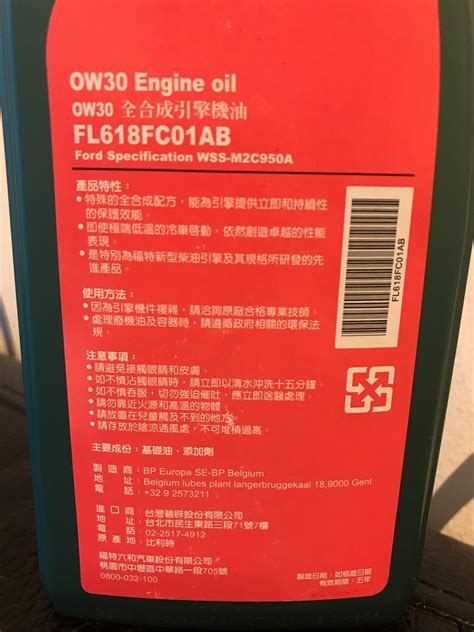 0W30 Engine oil
0W30 全合成引擎機油
FL618FC01AB
Ford Specification WSS-M2C950A
產品特性：
•特殊的全合成配方，能為引擎提供立即和持續性
的保護效能。
•即使極端低溫的冷車啓動，依然創造卓越的性能
表現。
•是特別為福特新型柴油引擎及其規格所研發的先
進產品。
使用方法：
•因為引擎機件複雜，請洽詢原廠合格專業技師。
•處理廢機油及容器時，請遵循政府相關的環保法
規。
注意事項：
•請避免接觸眼睛和皮膚。
•如不慎沾觸眼睛時，請立即以清水沖洗十五分鐘。
•如不慎吞服，切勿強迫催吐，應立即送醫處理。
•請勿靠近火源和高溫的物體。
•請放置在兒童觸及不到的地方。
•請存放於陰涼通風處，不可堆積過高。
主要成份：基礎油、添加劑
製造商：BP Europa SE-BP Belgium
地址：Belgium lubes plant langerbruggekaai 18,9000 Gent
電話：+32 9 2573211
進口商：台灣碧辟股份有限公司
地址：台北市民生東路三段71號7樓
電話：02-2517-4912
原產地：比利時
福特六和汽車股份有限公司
桃園市中壢區中華路一段705號
0800-032-100
製造日期：如瓶底日期
有效期限：五年
FL618FC01AB